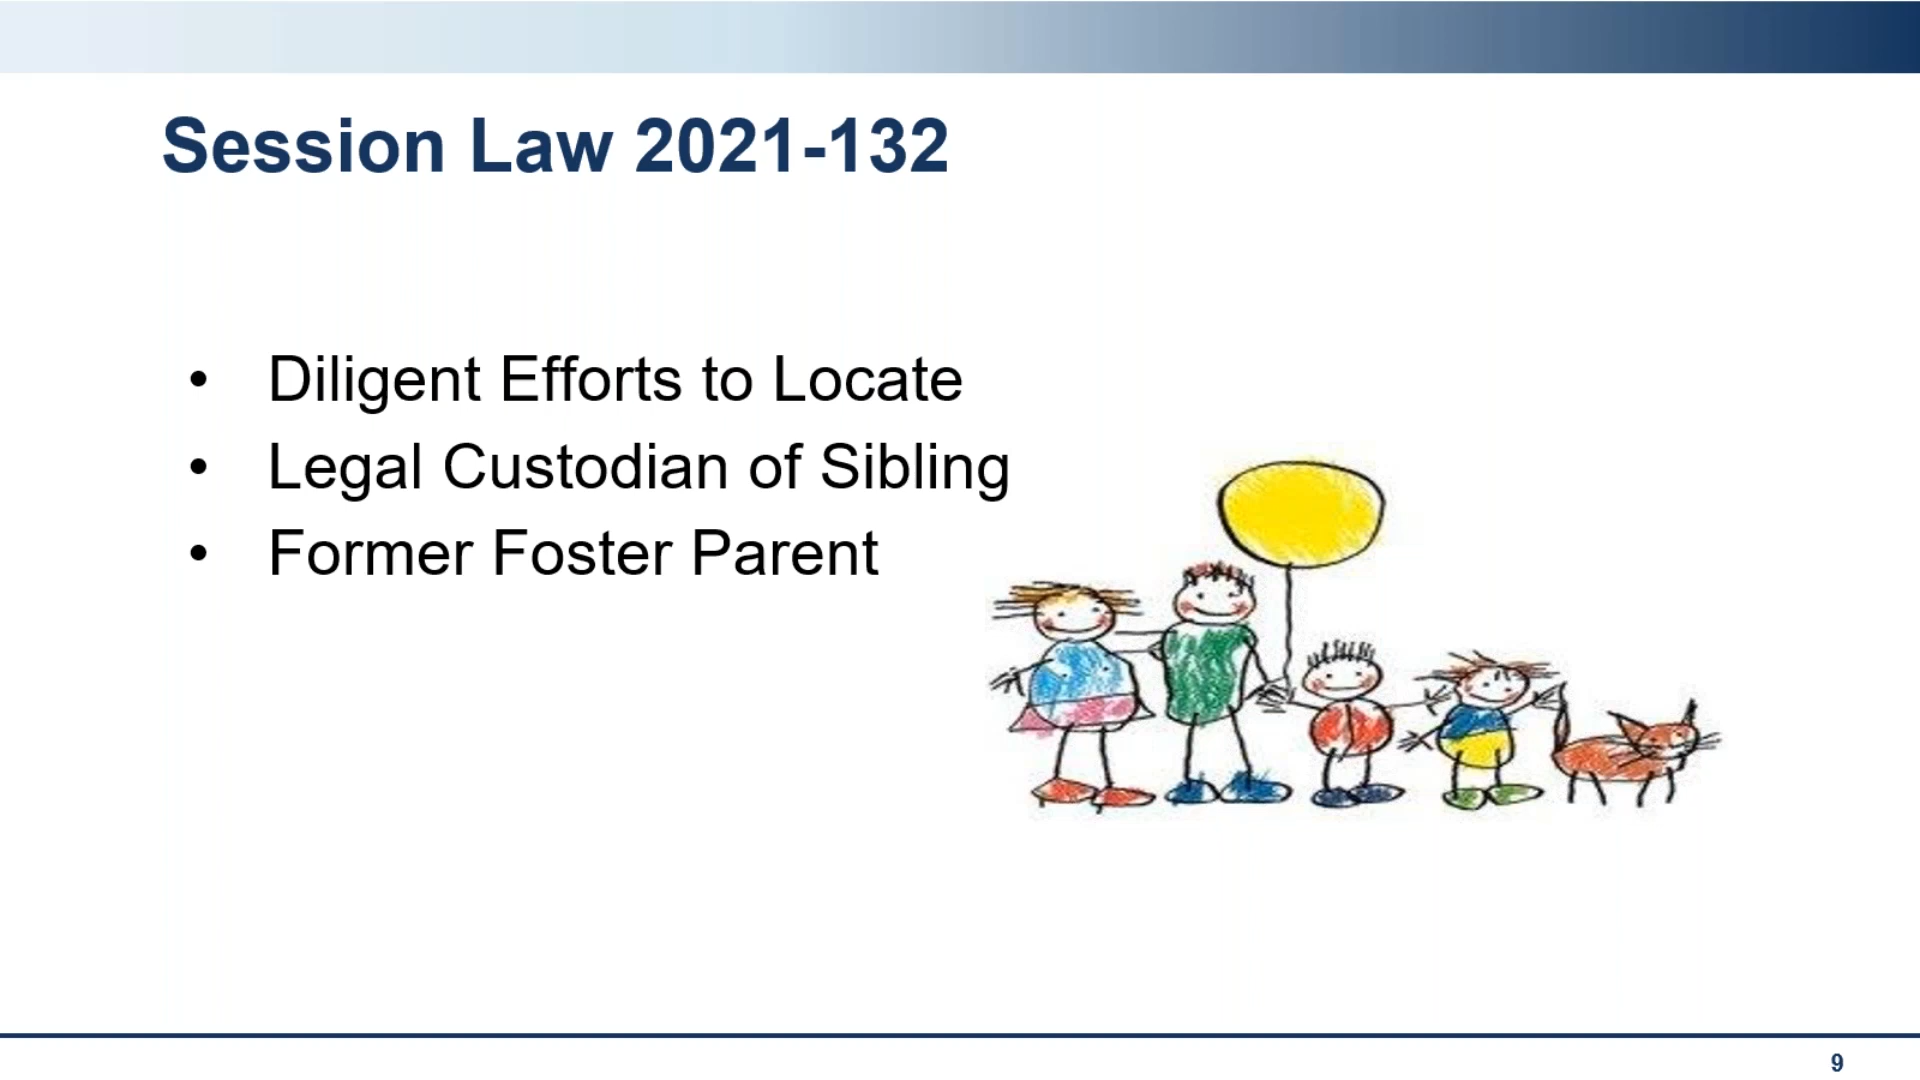 Session Law 2021-132
• Diligent Efforts to Locate
• Legal Custodian of Sibling
• Former Foster Parent
9